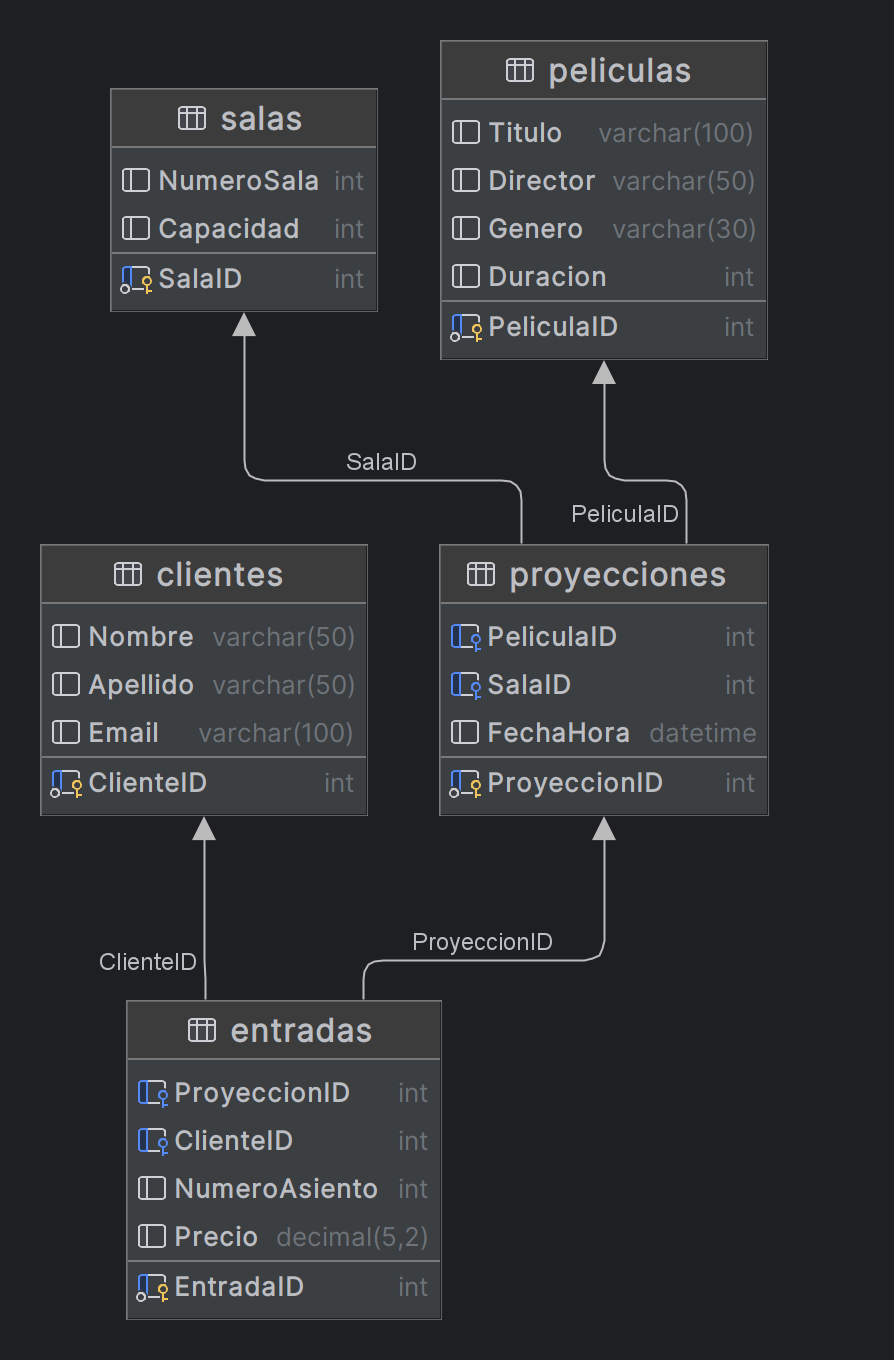 salas
NumeroSala int
Capacidad int
SalaID int
peliculas
Titulo varchar(100)
Director varchar(50)
Genero varchar(30)
Duracion int
PeliculaID int
SalaID
PeliculaID
clientes
Nombre varchar(50)
Apellido varchar(50)
Email varchar(100)
ClienteID int
proyecciones
PeliculaID int
SalaID int
FechaHora datetime
ProyeccionID int
ClienteID
ProyeccionID
entradas
ProyeccionID int
ClienteID int
NumeroAsiento int
Precio decimal(5,2)
EntradaID int